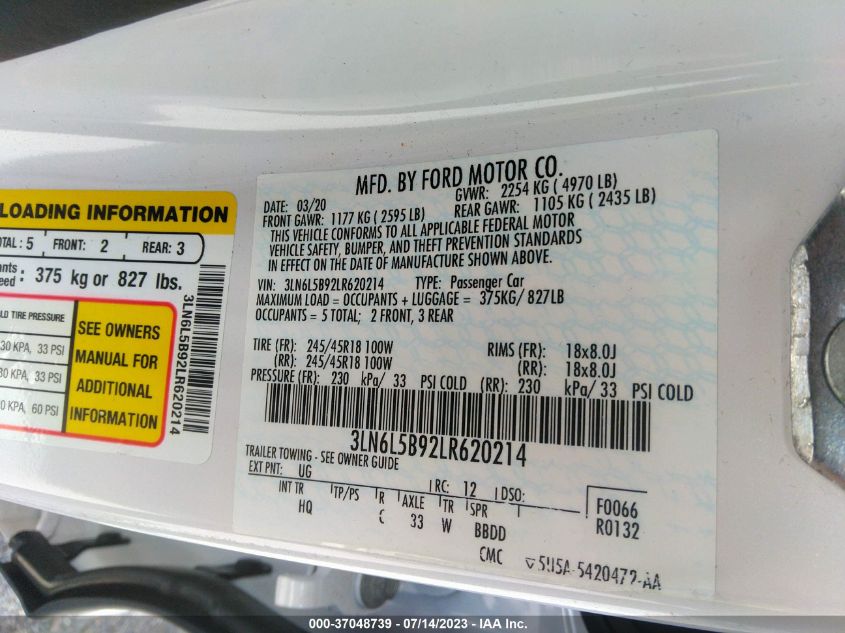 LOADING INFORMATION
TOTAL: 5 FRONT: 2 REAR: 3
375 kg or 827 lbs.
TIRE PRESSURE
KPA, 33 PSI
KPA, 33 PSI
KPA, 60 PSI
SEE OWNERS
MANUAL FOR
ADDITIONAL
INFORMATION
3LN6L5B92LR620214
MFD. BY FORD MOTOR CO.
DATE: 03/20 GVWR: 2254 KG ( 4970 LB)
FRONT GAWR: 1177 KG ( 2595 LB) REAR GAWR: 1105 KG ( 2435 LB)
THIS VEHICLE CONFORMS TO ALL APPLICABLE FEDERAL MOTOR
VEHICLE SAFETY, BUMPER, AND THEFT PREVENTION STANDARDS
IN EFFECT ON THE DATE OF MANUFACTURE SHOWN ABOVE.
VIN: 3LN6L5B92LR620214 TYPE: Passenger Car
MAXIMUM LOAD = OCCUPANTS + LUGGAGE = 375KG/ 827LB
OCCUPANTS = 5 TOTAL; 2 FRONT, 3 REAR
TIRE (FR): 245/45R18 100W RIMS (FR): 18x8.0J
(RR): 245/45R18 100W (RR): 18x8.0J
PRESSURE (FR): 230 kPa/ 33 PSI COLD (RR): 230 kPa/ 33 PSI COLD
3LN6L5B92LR620214
TRAILER TOWING - SEE OWNER GUIDE
EXT PNT: UG RC: 12 DSO:
INT TR TP/PS R AXLE TR SPR
HQ C 33 W BBDD
F0066
R0132
CMC 5U5A-5420472-AA
000-37048739 - 07/14/2023 - IAA Inc.